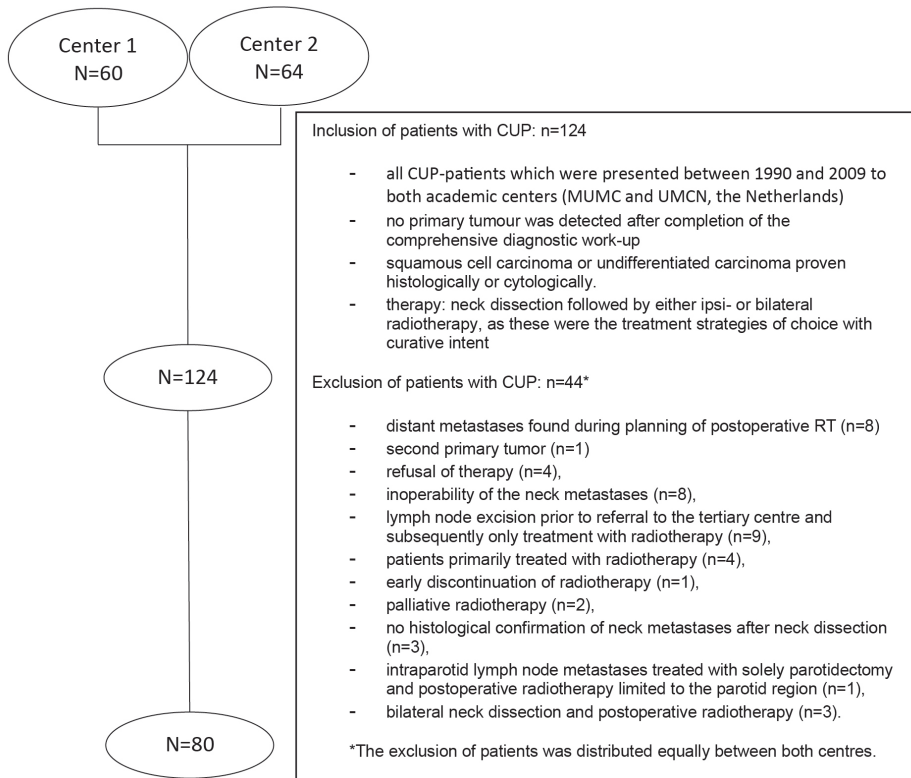 Center 1
N=60
Center 2
N=64
Inclusion of patients with CUP: n=124
- all CUP-patients which were presented between 1990 and 2009 to
both academic centers (MUMC and UMCN, the Netherlands)
- no primary tumour was detected after completion of the
comprehensive diagnostic work-up
- squamous cell carcinoma or undifferentiated carcinoma proven
histologically or cytologically.
- therapy: neck dissection followed by either ipsi- or bilateral
radiotherapy, as these were the treatment strategies of choice with
curative intent
N=124
Exclusion of patients with CUP: n=44*
- distant metastases found during planning of postoperative RT (n=8)
- second primary tumor (n=1)
- refusal of therapy (n=4),
- inoperability of the neck metastases (n=8),
- lymph node excision prior to referral to the tertiary centre and
subsequently only treatment with radiotherapy (n=9),
- patients primarily treated with radiotherapy (n=4),
- early discontinuation of radiotherapy (n=1),
- palliative radiotherapy (n=2),
- no histological confirmation of neck metastases after neck dissection
(n=3),
- intraparotid lymph node metastases treated with solely parotidectomy
and postoperative radiotherapy limited to the parotid region (n=1),
- bilateral neck dissection and postoperative radiotherapy (n=3).
N=80
*The exclusion of patients was distributed equally between both centres.